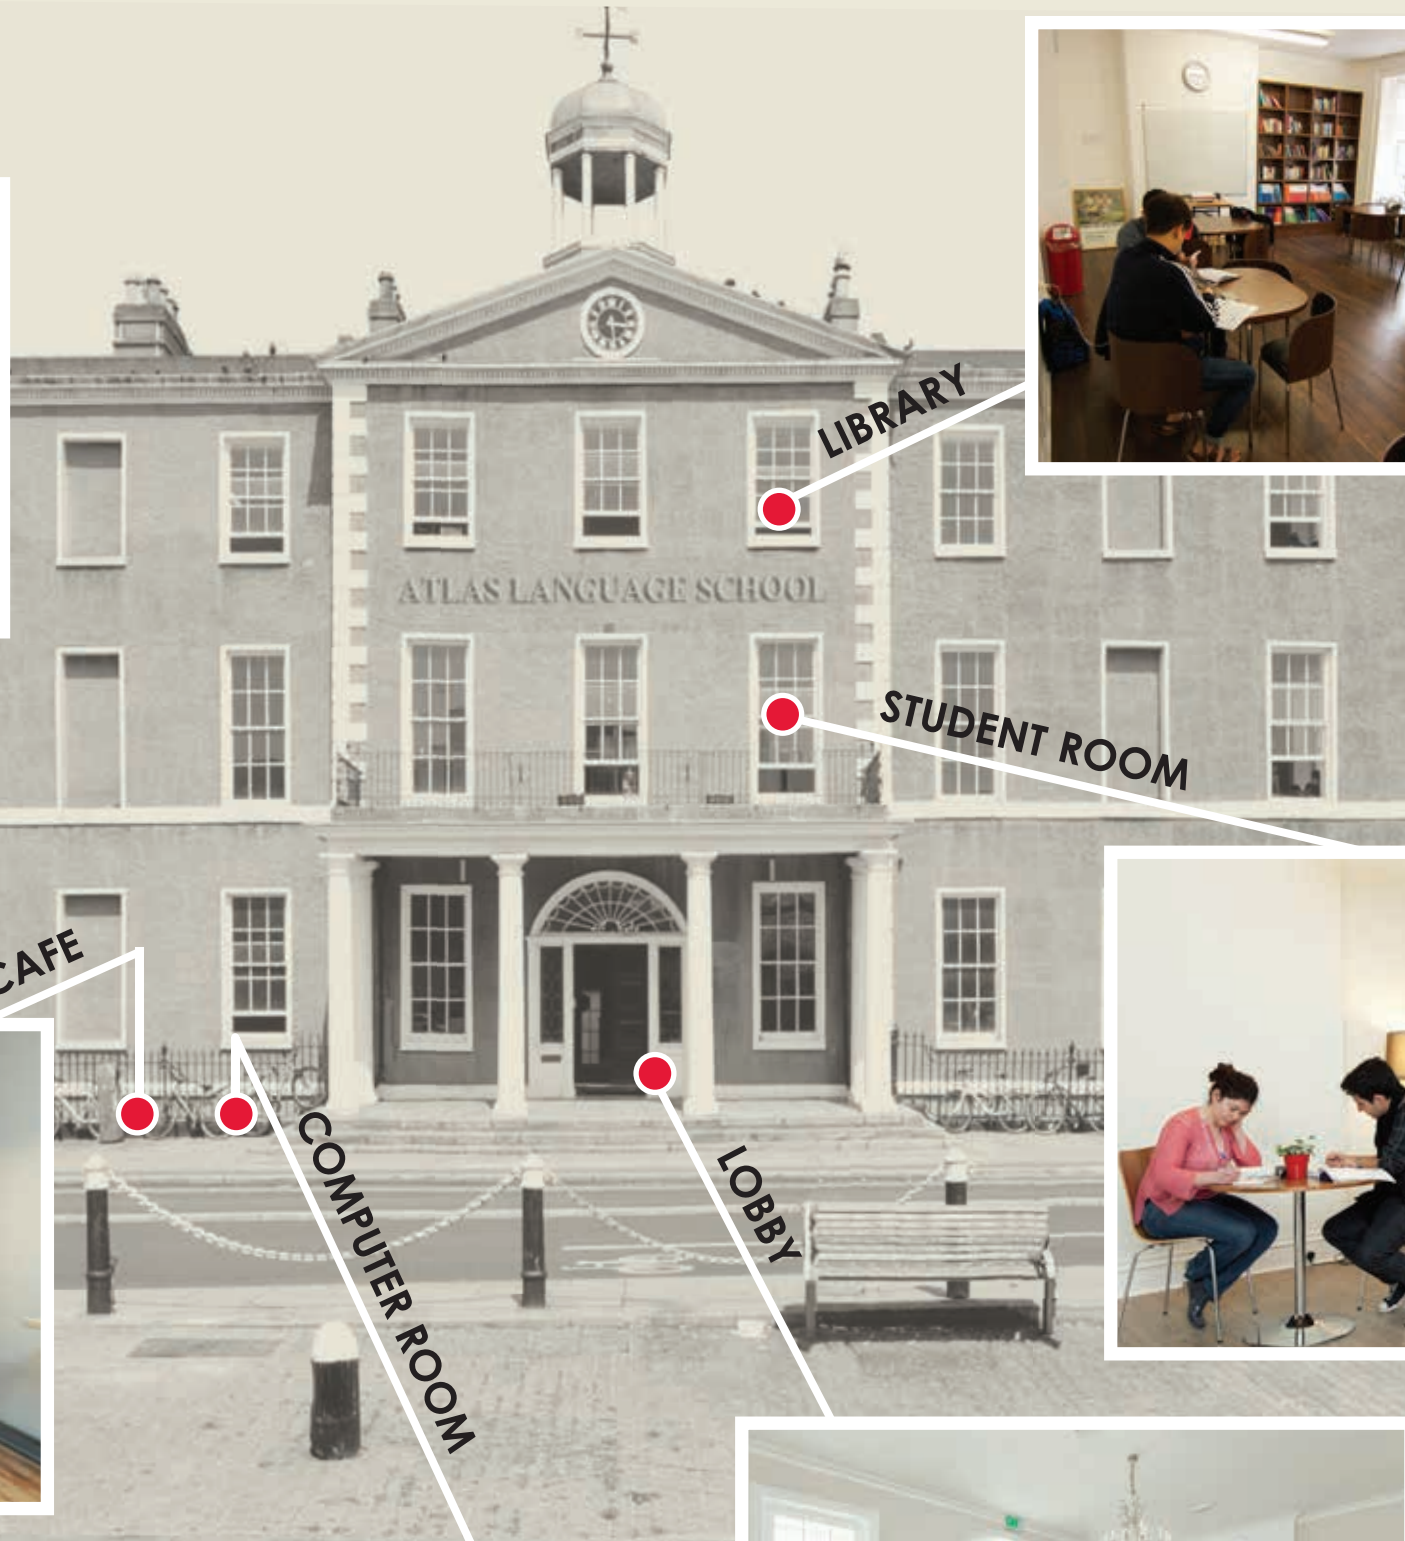 LIBRARY
ATLAS LANGUAGE SCHOOL
STUDENT ROOM
CAFE
COMPUTER ROOM
LOBBY